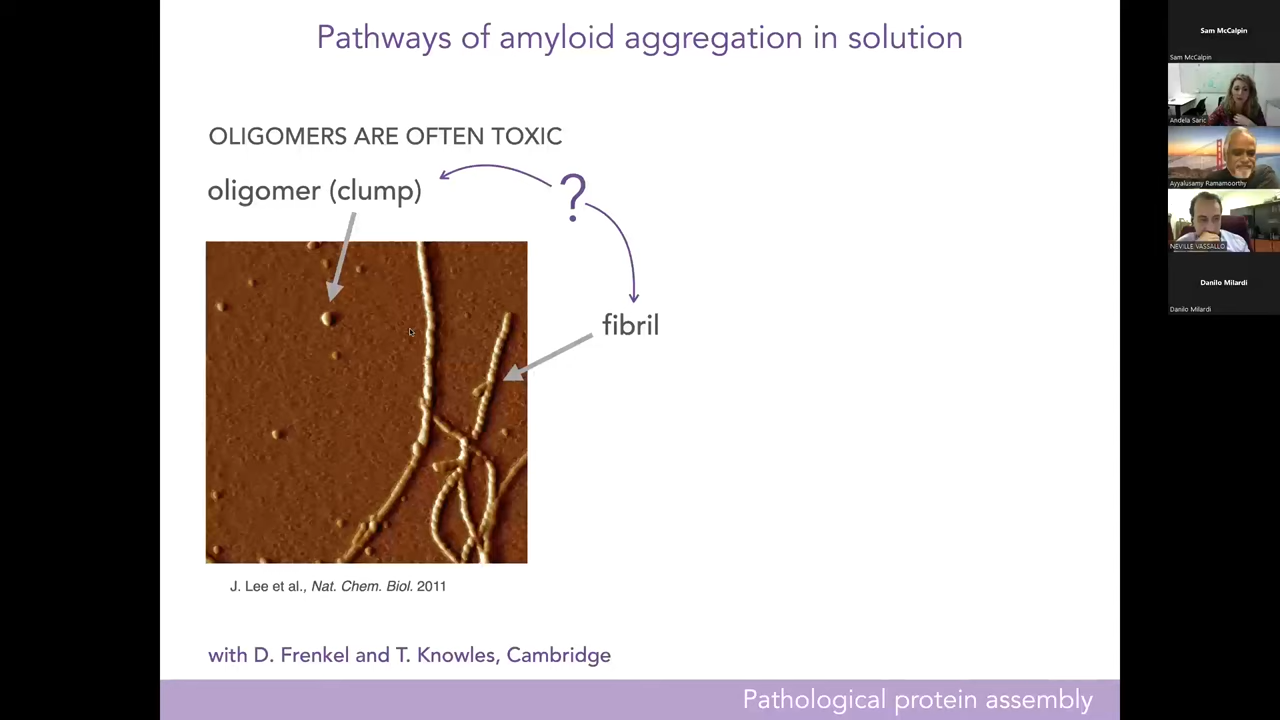 Pathways of amyloid aggregation in solution
OLIGOMERS ARE OFTEN TOXIC
oligomer (clump)
?
fibril
J. Lee et al., Nat. Chem. Biol. 2011
with D. Frenkel and T. Knowles, Cambridge
Pathological protein assembly
Sam McCalpin
Sam McCalpin
Andela Saric
Ayyalusamy Ramamoorthy
NEVILLE VASSALLO
Danilo Milardi
Danilo Milardi